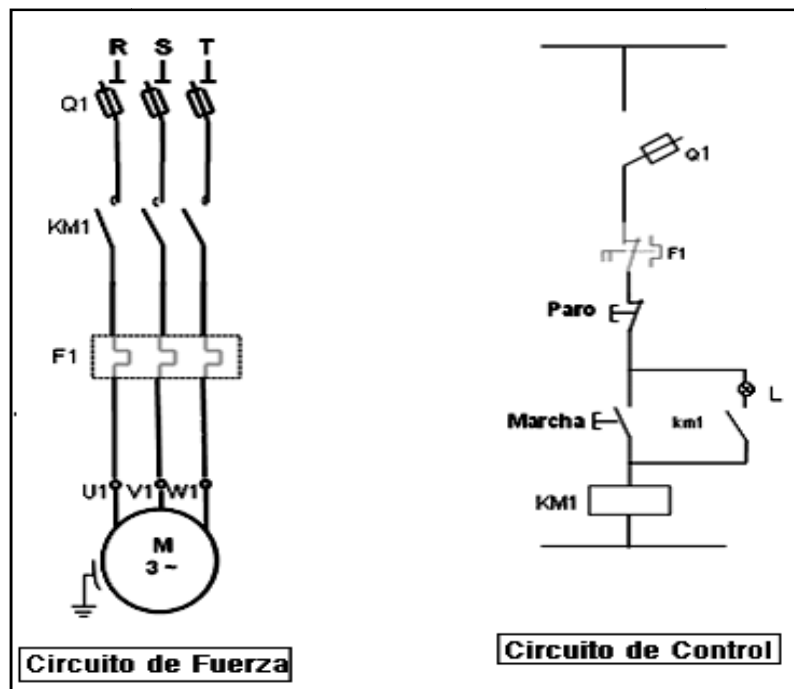 R S T
Q1
KM1
F1
U1 V1 W1
M
3 ~
Circuito de Fuerza
Q1
F1
Paro
L
Marcha km1
KM1
Circuito de Control